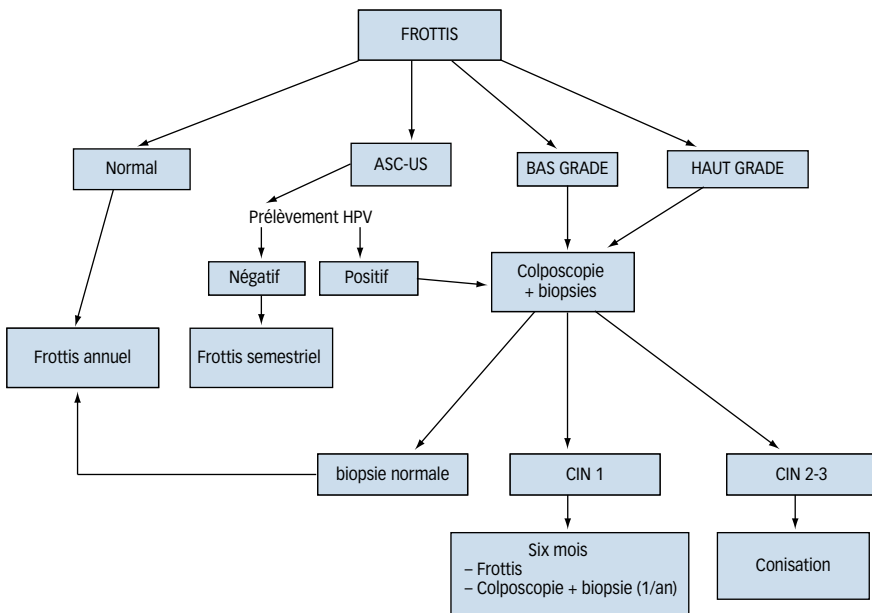 FROTTIS
Normal
ASC-US
BAS GRADE
HAUT GRADE
Prélèvement HPV
Négatif
Positif
Colposcopie
+ biopsies
Frottis annuel
Frottis semestriel
biopsie normale
CIN 1
CIN 2-3
Six mois
– Frottis
– Colposcopie + biopsie (1/an)
Conisation